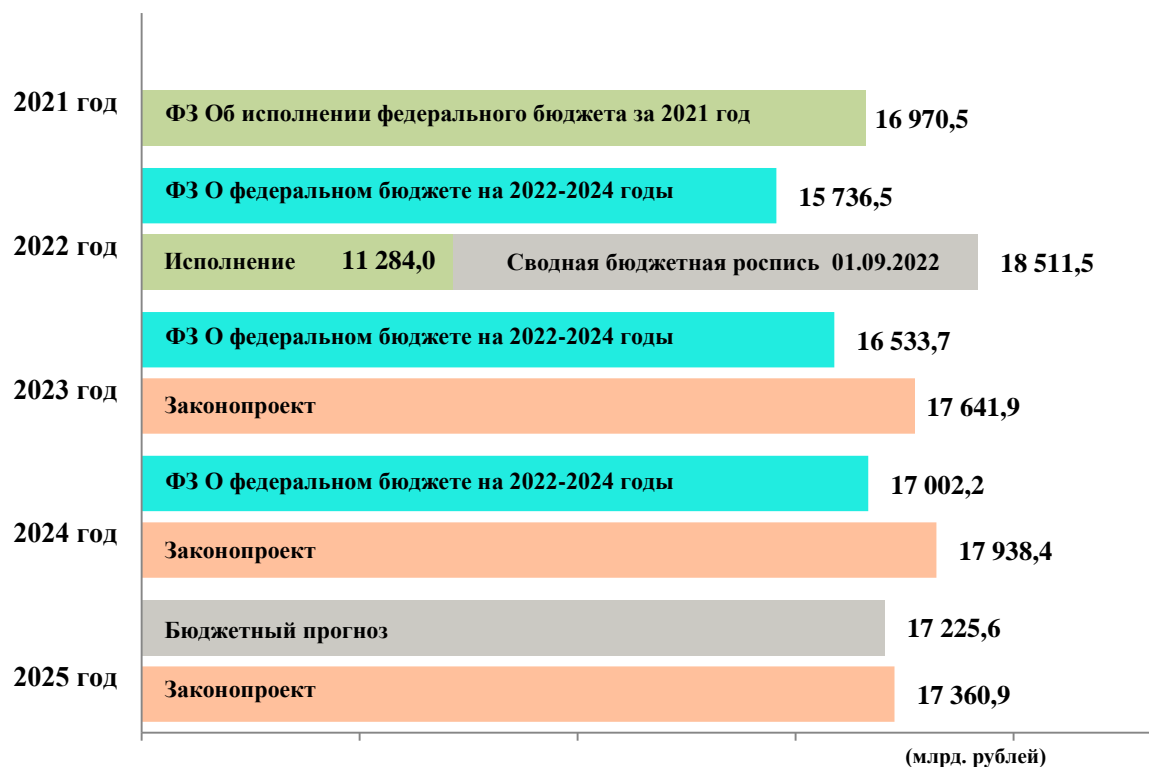 2021 год
ФЗ Об исполнении федерального бюджета за 2021 год
16 970,5
ФЗ О федеральном бюджете на 2022-2024 годы
15 736,5
2022 год
Исполнение 11 284,0
Сводная бюджетная роспись 01.09.2022
18 511,5
ФЗ О федеральном бюджете на 2022-2024 годы
16 533,7
2023 год
Законопроект
17 641,9
ФЗ О федеральном бюджете на 2022-2024 годы
17 002,2
2024 год
Законопроект
17 938,4
Бюджетный прогноз
17 225,6
2025 год
Законопроект
17 360,9
(млрд. рублей)